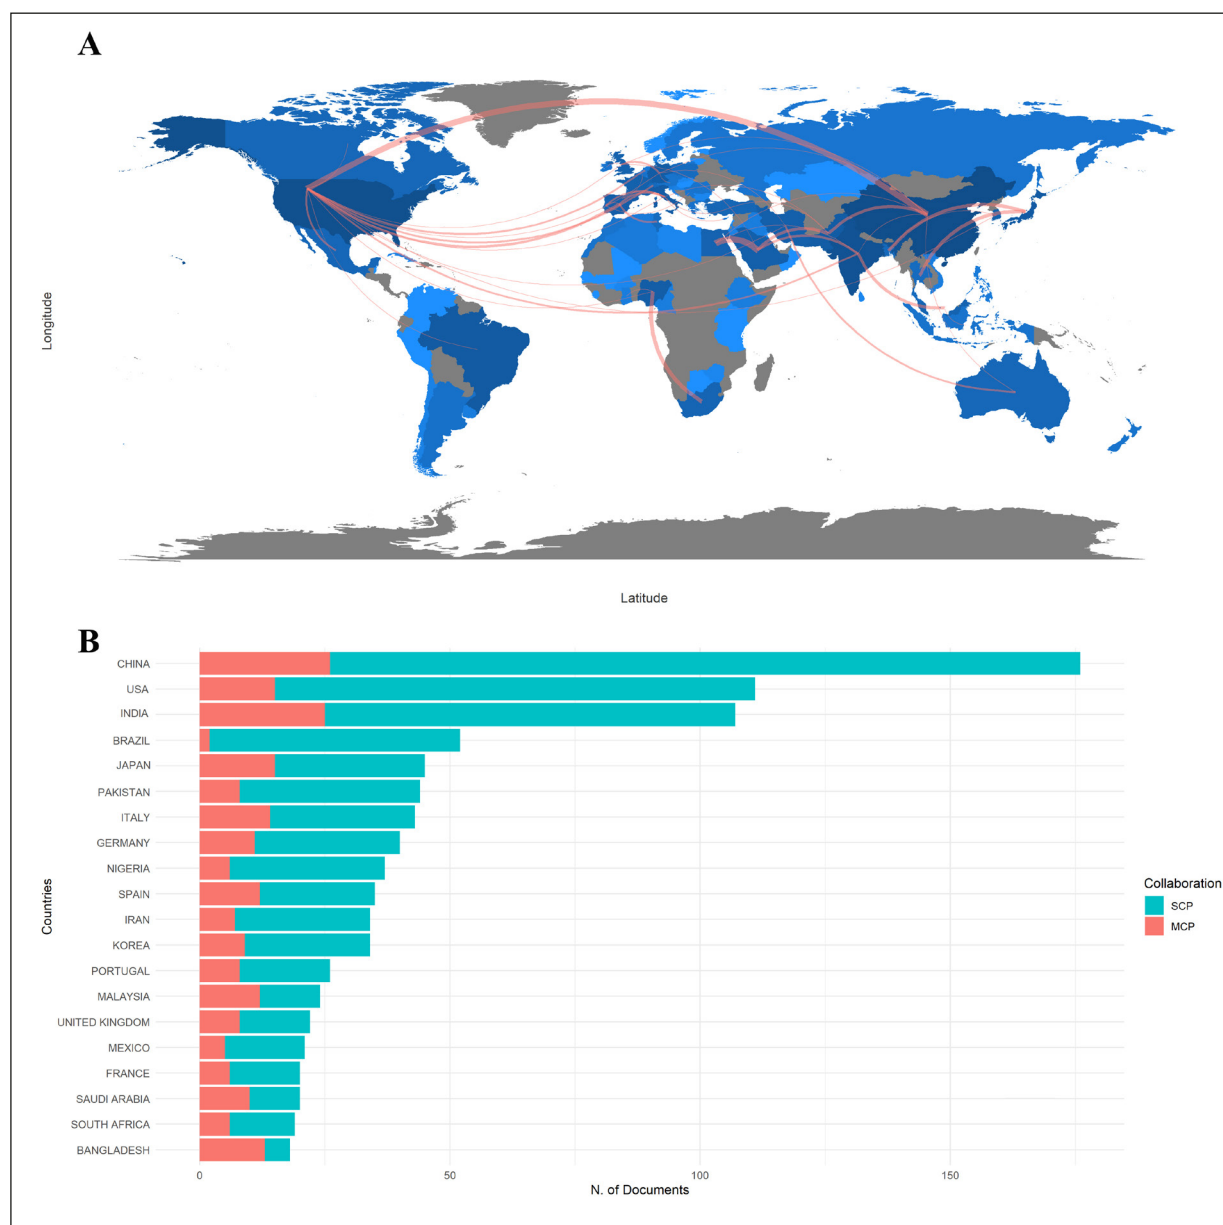 A
Longitude
Latitude
B
CHINA
USA
INDIA
BRAZIL
JAPAN
PAKISTAN
ITALY
GERMANY
NIGERIA
SPAIN
IRAN
KOREA
PORTUGAL
MALAYSIA
UNITED KINGDOM
MEXICO
FRANCE
SAUDI ARABIA
SOUTH AFRICA
BANGLADESH
Countries
0 50 100 150
N. of Documents
Collaboration
SCP
MCP